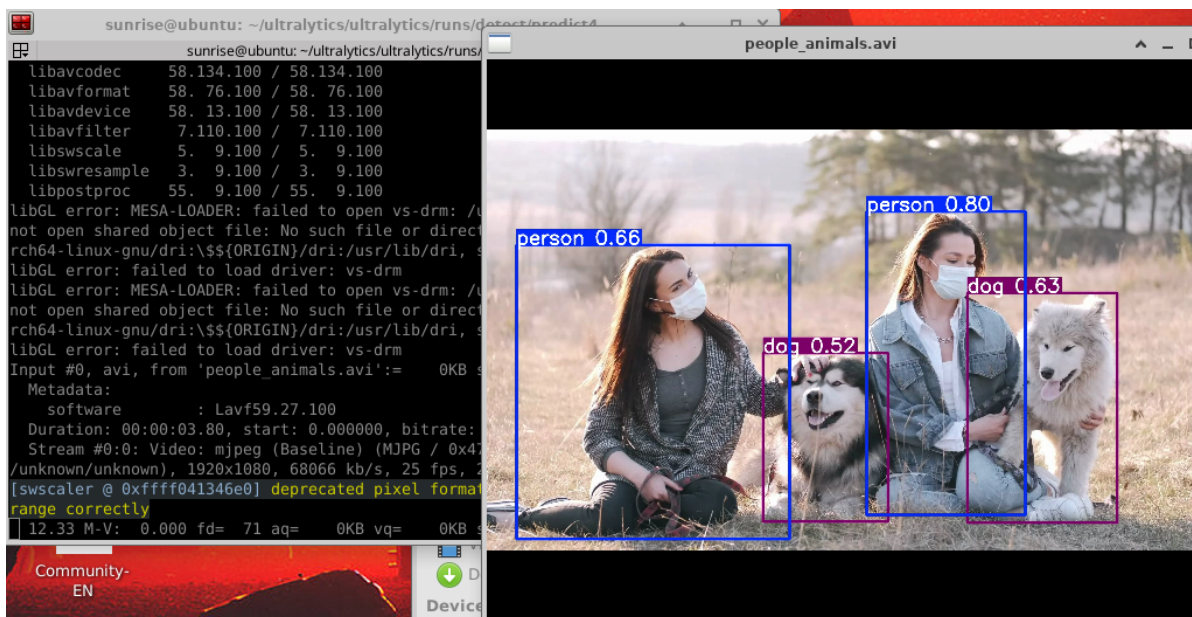 sunrise@ubuntu: ~/ultralytics/ultralytics/runs/detect/predict4
sunrise@ubuntu: ~/ultralytics/ultralytics/runs/
libavcodec     58.134.100 / 58.134.100
libavformat    58. 76.100 / 58. 76.100
libavdevice    58. 13.100 / 58. 13.100
libavfilter     7.110.100 /  7.110.100
libswscale      5.  9.100 /  5.  9.100
libswresample   3.  9.100 /  3.  9.100
libpostproc    55.  9.100 / 55.  9.100
libGL error: MESA-LOADER: failed to open vs-drm: /u
not open shared object file: No such file or direct
rch64-linux-gnu/dri:\$${ORIGIN}/dri:/usr/lib/dri, s
libGL error: failed to load driver: vs-drm
libGL error: MESA-LOADER: failed to open vs-drm: /u
not open shared object file: No such file or direct
rch64-linux-gnu/dri:\$${ORIGIN}/dri:/usr/lib/dri, s
libGL error: failed to load driver: vs-drm
Input #0, avi, from 'people_animals.avi':=    0KB s
Metadata:
software        : Lavf59.27.100
Duration: 00:00:03.80, start: 0.000000, bitrate:
Stream #0:0: Video: mjpeg (Baseline) (MJPG / 0x47
/unknown/unknown), 1920x1080, 68066 kb/s, 25 fps, 2
[swscaler @ 0xffff041346e0] deprecated pixel format
range correctly
12.33 M-V:  0.000 fd=  71 aq=    0KB vq=    0KB s
people_animals.avi
person 0.66
person 0.80
dog 0.63
dog 0.52
Community-
EN
D
Device